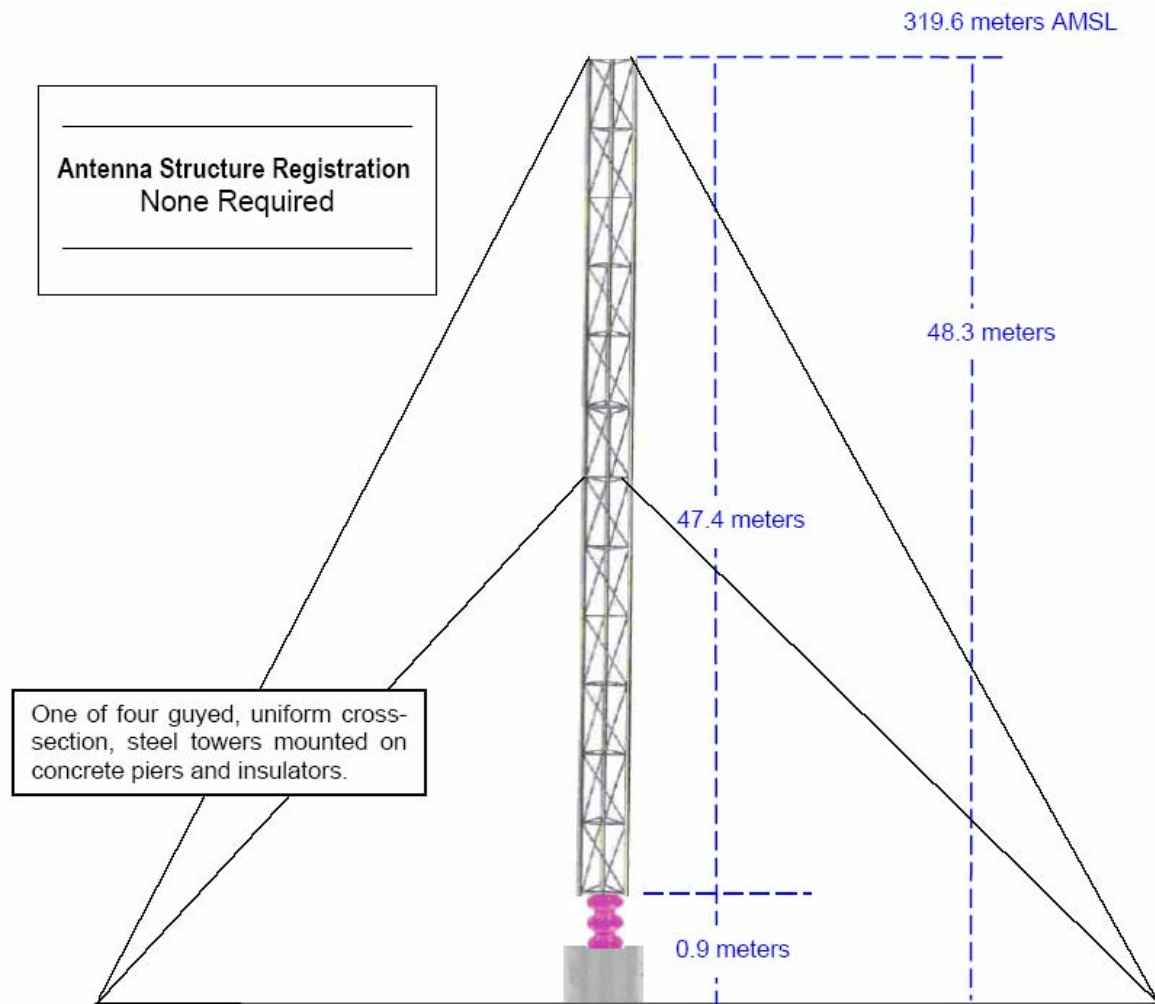 319.6 meters AMSL
Antenna Structure Registration
None Required
48.3 meters
47.4 meters
One of four guyed, uniform cross-
section, steel towers mounted on
concrete piers and insulators.
0.9 meters